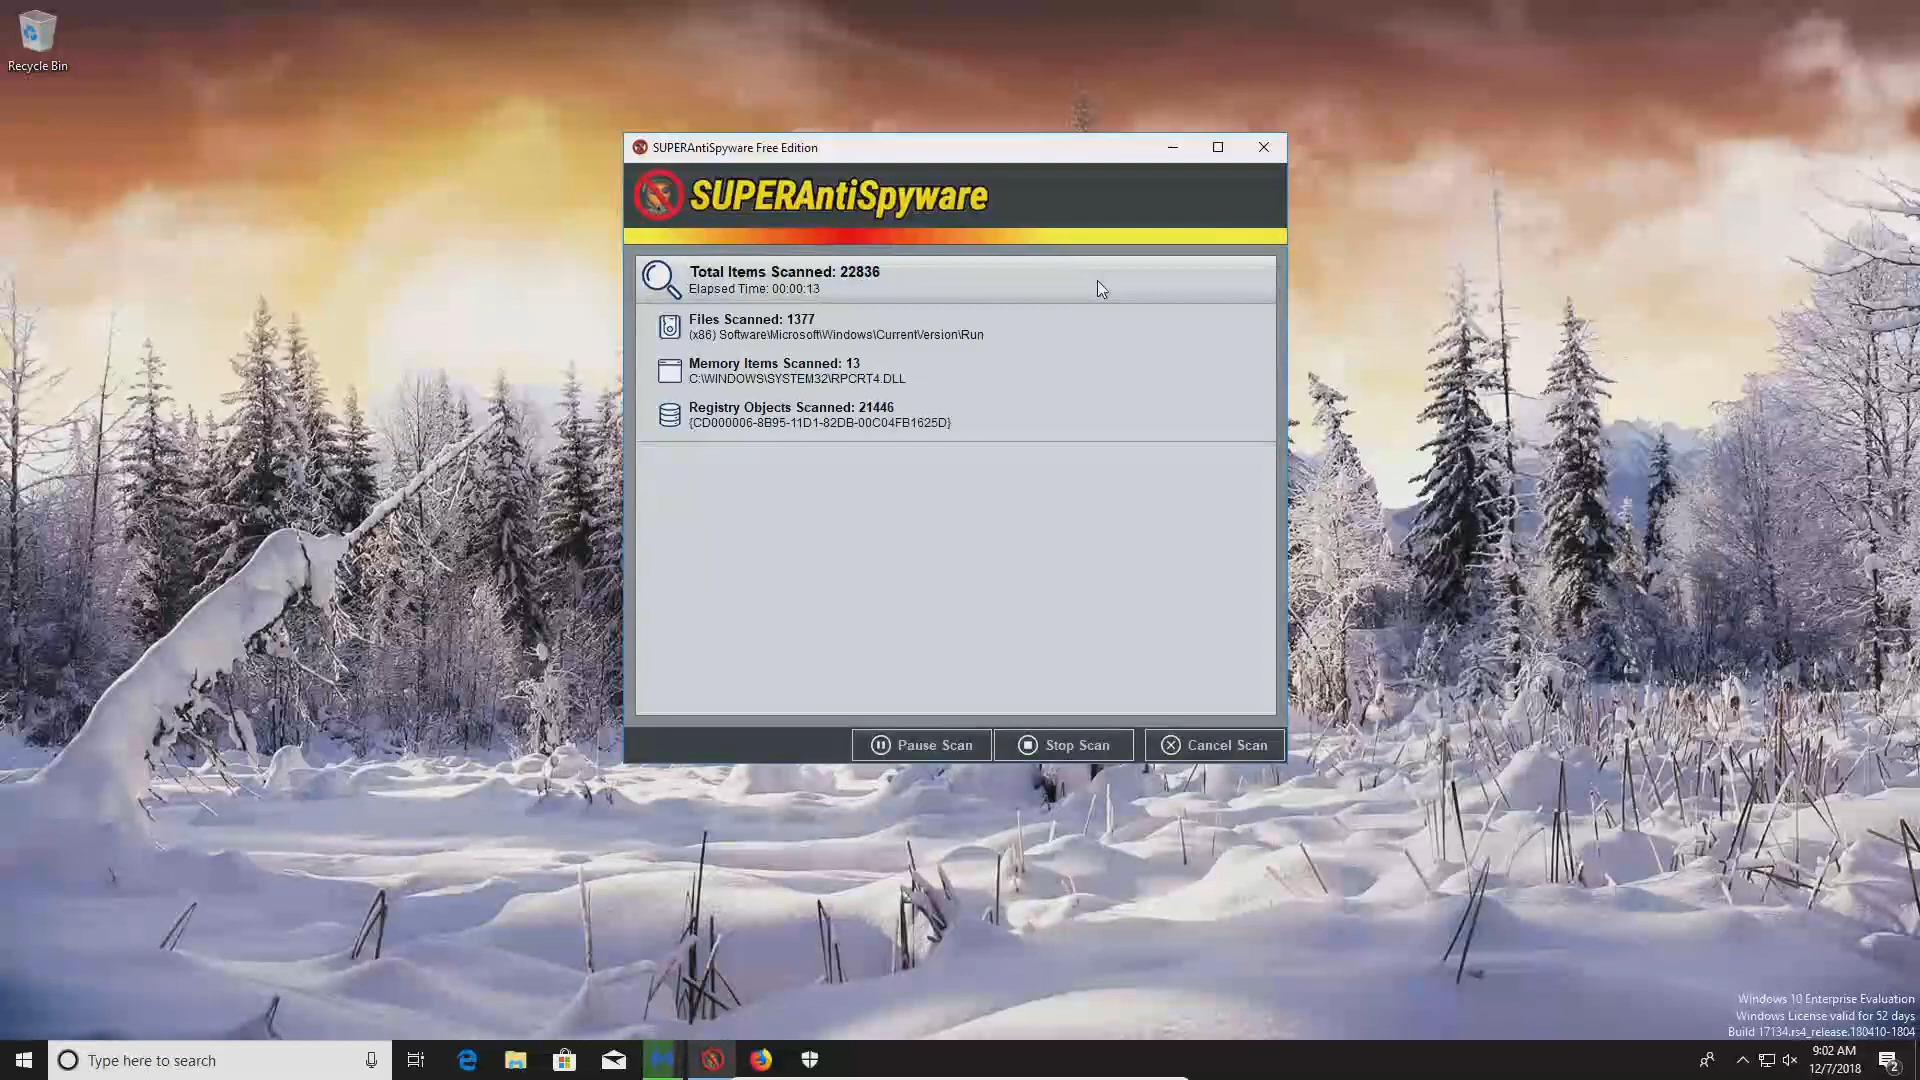 Recycle Bin
SUPERAntiSpyware Free Edition
SUPERAntiSpyware
Total Items Scanned: 22836
Elapsed Time: 00:00:13
Files Scanned: 1377
(x86) Software\Microsoft\Windows\CurrentVersion\Run
Memory Items Scanned: 13
C:\WINDOWS\SYSTEM32\RPCRT4.DLL
Registry Objects Scanned: 21446
{CD000006-8B95-11D1-82DB-00C04FB1625D}
Pause Scan
Stop Scan
Cancel Scan
Windows 10 Enterprise Evaluation
Windows License valid for 52 days
Build 17134.rs4_release.180410-1804
Type here to search
9:02 AM
12/7/2018
2